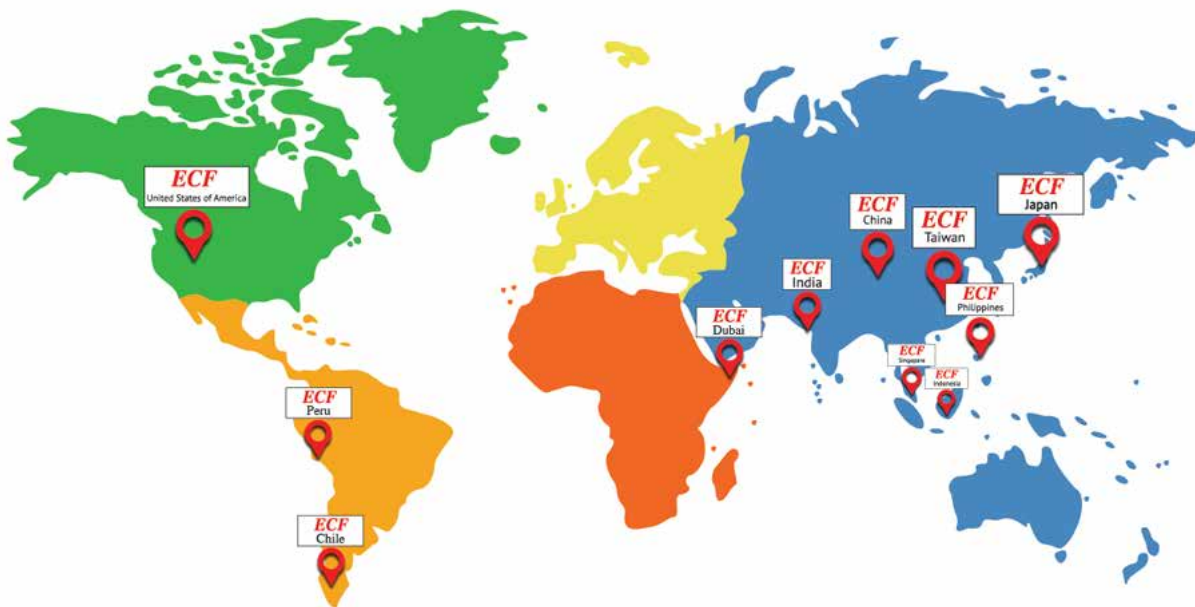 ECF
United States of America
ECF
Japan
ECF
China
ECF
Taiwan
ECF
India
ECF
Philippines
ECF
Dubai
ECF
Singapore
ECF
Indonesia
ECF
Peru
ECF
Chile